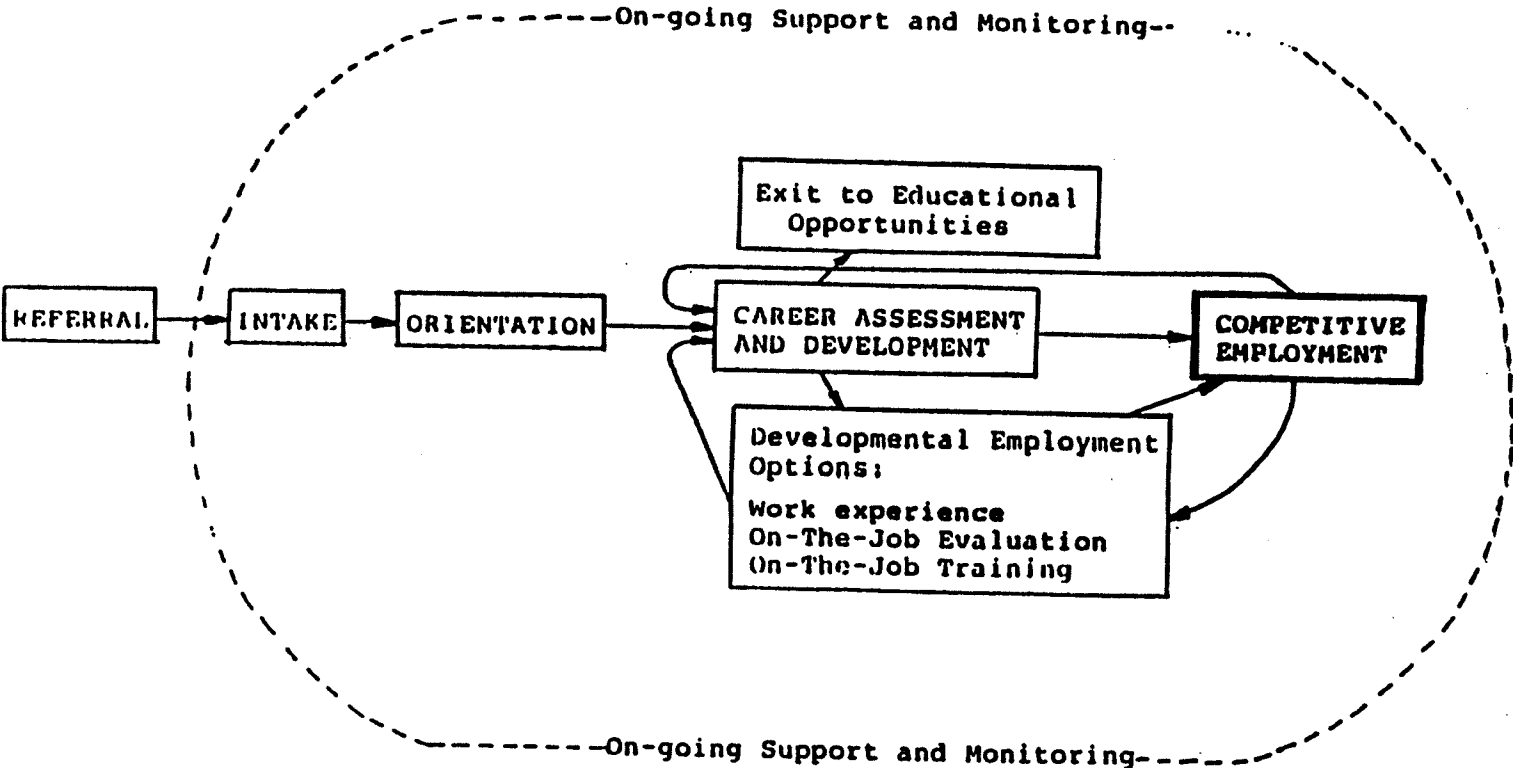 On-going Support and Monitoring
Exit to Educational
Opportunities
REFERRAL
INTAKE
ORIENTATION
CAREER ASSESSMENT
AND DEVELOPMENT
COMPETITIVE
EMPLOYMENT
Developmental Employment
Options:
Work experience
On-The-Job Evaluation
On-The-Job Training
On-going Support and Monitoring